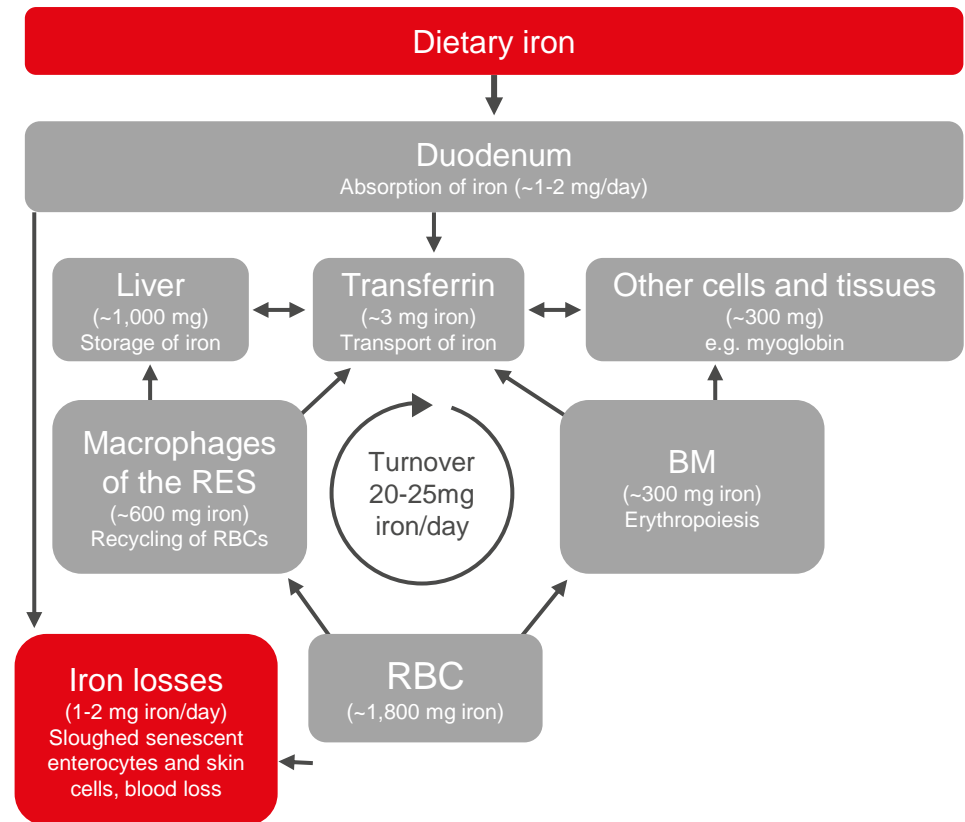 Dietary iron
Duodenum
Absorption of iron (~1-2 mg/day)
Liver
(~1,000 mg)
Storage of iron
Transferrin
(~3 mg iron)
Transport of iron
Other cells and tissues
(~300 mg)
e.g. myoglobin
Macrophages
of the RES
(~600 mg iron)
Recycling of RBCs
Turnover
20-25mg
iron/day
BM
(~300 mg iron)
Erythropoiesis
Iron losses
(1-2 mg iron/day)
Sloughed senescent
enterocytes and skin
cells, blood loss
RBC
(~1,800 mg iron)